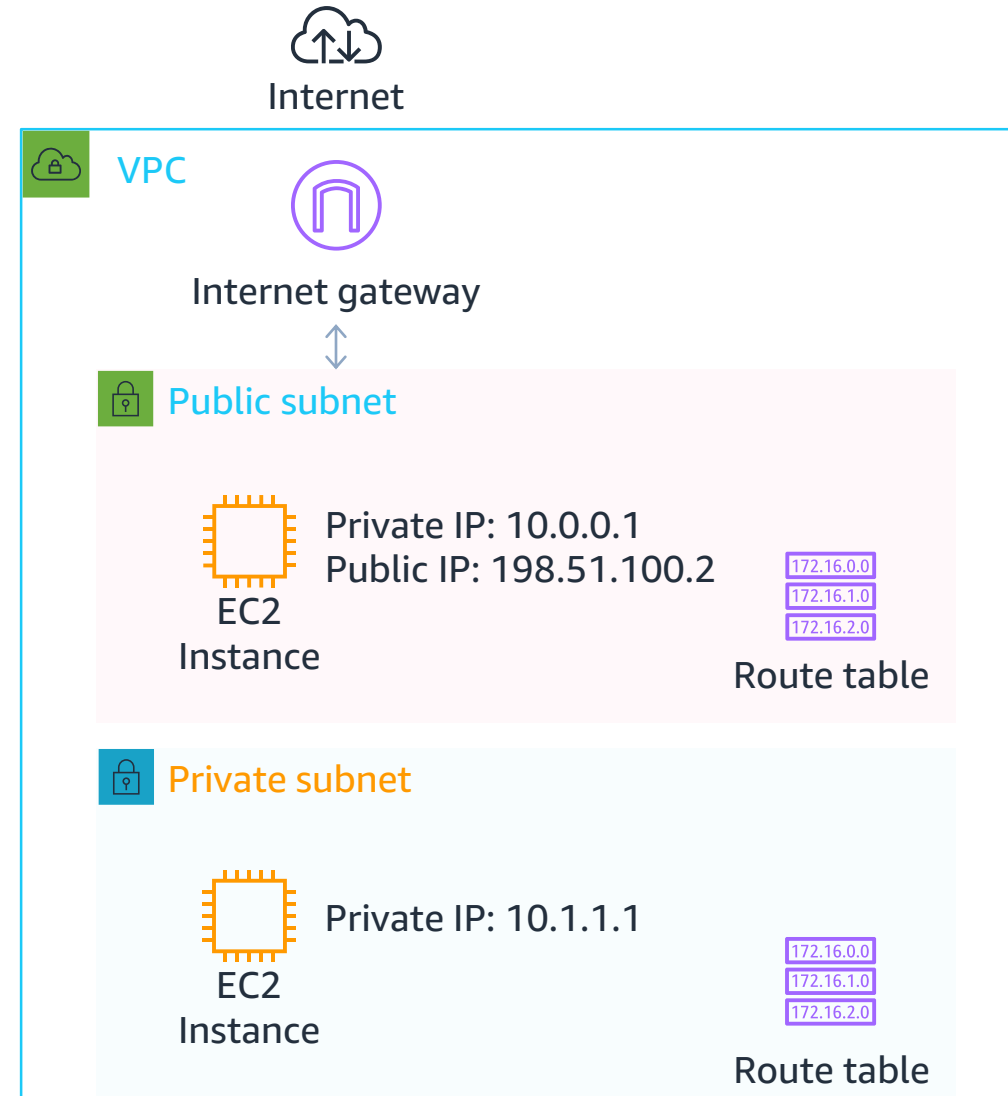 Internet
VPC
Internet gateway
Public subnet
Private IP: 10.0.0.1
Public IP: 198.51.100.2
EC2
Instance
172.16.0.0
172.16.1.0
172.16.2.0
Route table
Private subnet
Private IP: 10.1.1.1
EC2
Instance
172.16.0.0
172.16.1.0
172.16.2.0
Route table